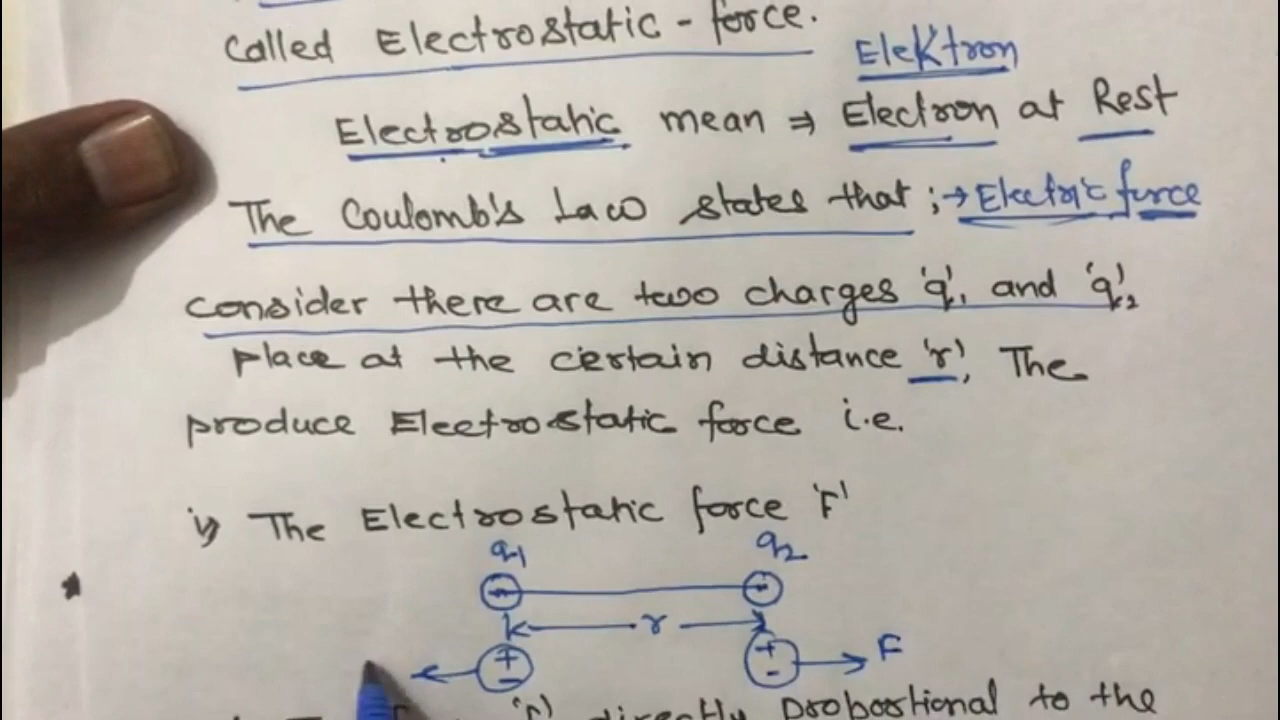 called Electrostatic - force.
Elektron
Electrostatic mean ⇒ Electron at Rest
The Coulomb's Law states that ; → Electric force
consider there are two charges 'q1' and 'q2'
place at the certain distance 'r', The
produce Electrostatic force i.e.
i) The Electrostatic force 'F'
q1 q2
- -
r
+ - + - F
directly proportional to the